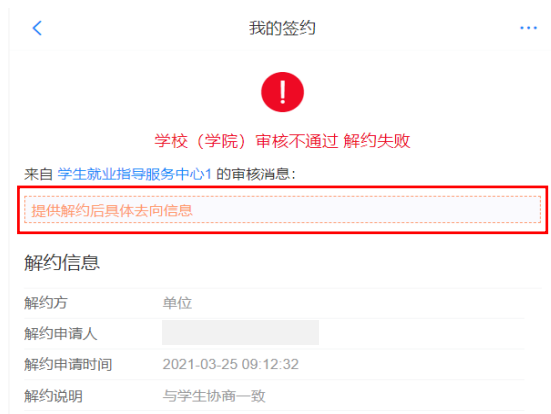 我的签约
学校（学院）审核不通过 解约失败
来自 学生就业指导服务中心1 的审核消息：
提供解约后具体去向信息
解约信息
解约方 单位
解约申请人
解约申请时间 2021-03-25 09:12:32
解约说明 与学生协商一致